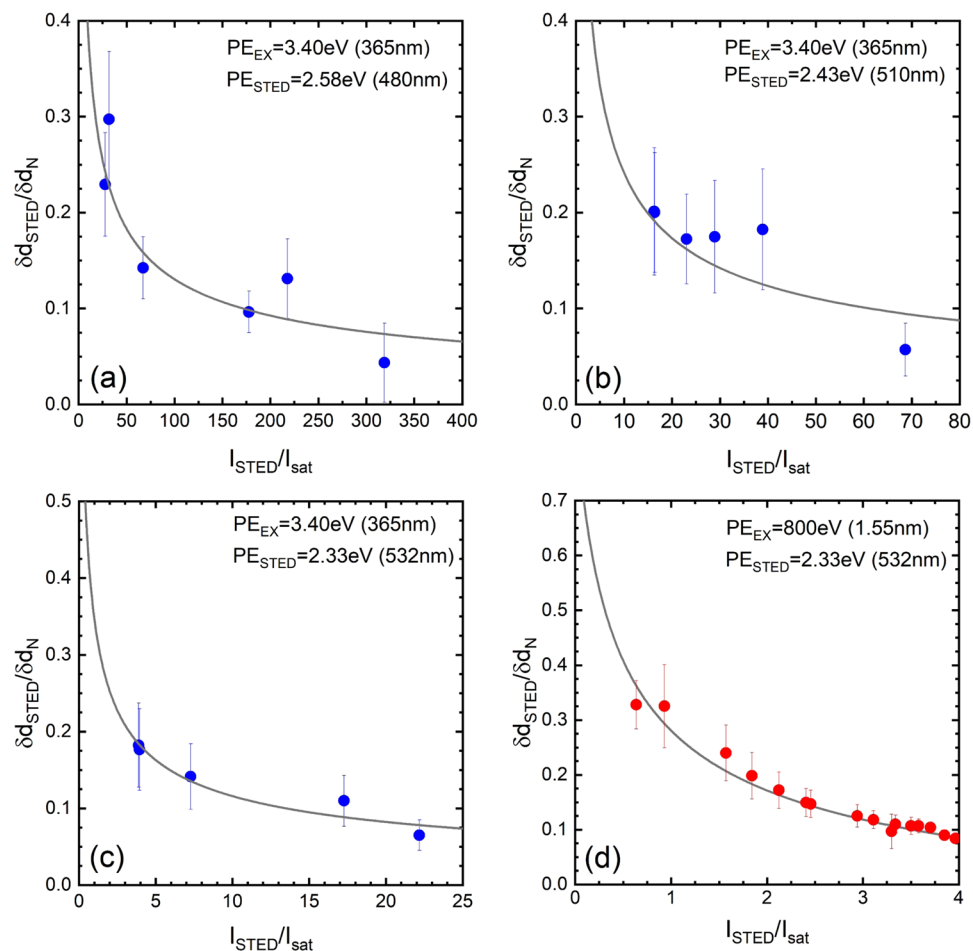 0.4
0.3
0.2
0.1
0.0
δd_STED/δd_N
PE_EX=3.40eV (365nm)
PE_STED=2.58eV (480nm)
(a)
0 50 100 150 200 250 300 350 400
I_STED/I_sat
0.4
0.3
0.2
0.1
0.0
δd_STED/δd_N
PE_EX=3.40eV (365nm)
PE_STED=2.43eV (510nm)
(b)
0 10 20 30 40 50 60 70 80
I_STED/I_sat
0.5
0.4
0.3
0.2
0.1
0.0
δd_STED/δd_N
PE_EX=3.40eV (365nm)
PE_STED=2.33eV (532nm)
(c)
0 5 10 15 20 25
I_STED/I_sat
0.7
0.6
0.5
0.4
0.3
0.2
0.1
0.0
δd_STED/δd_N
PE_EX=800eV (1.55nm)
PE_STED=2.33eV (532nm)
(d)
0 1 2 3 4
I_STED/I_sat